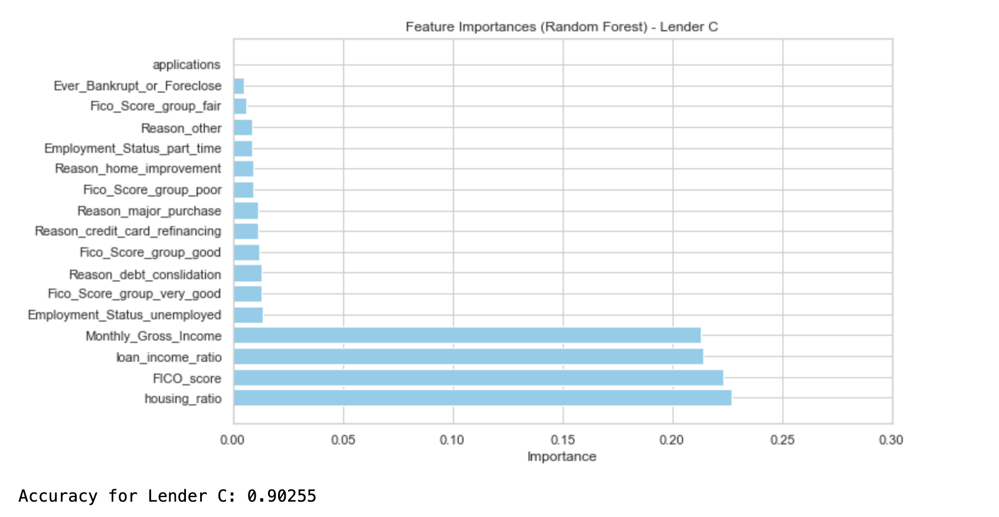 Feature Importances (Random Forest) - Lender C
applications
Ever_Bankrupt_or_Foreclose
Fico_Score_group_fair
Reason_other
Employment_Status_part_time
Reason_home_improvement
Fico_Score_group_poor
Reason_major_purchase
Reason_credit_card_refinancing
Fico_Score_group_good
Reason_debt_conslidation
Fico_Score_group_very_good
Employment_Status_unemployed
Monthly_Gross_Income
loan_income_ratio
FICO_score
housing_ratio
0.00 0.05 0.10 0.15 0.20 0.25 0.30
Importance
Accuracy for Lender C: 0.90255